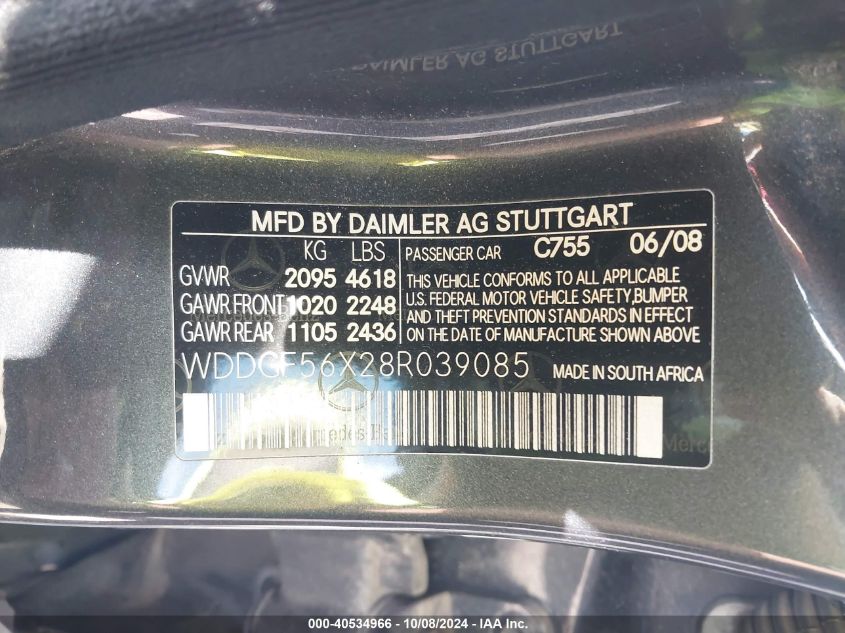 DAIMLER AG STUTTGART
MFD BY DAIMLER AG STUTTGART
KG LBS
GVWR 2095 4618
GAWR FRONT 1020 2248
GAWR REAR 1105 2436
PASSENGER CAR C755 06/08
THIS VEHICLE CONFORMS TO ALL APPLICABLE
U.S. FEDERAL MOTOR VEHICLE SAFETY,BUMPER
AND THEFT PREVENTION STANDARDS IN EFFECT
ON THE DATE OF MANUFACTURE SHOWN ABOVE
WDDGF56X28R039085 MADE IN SOUTH AFRICA
000-40534966 - 10/08/2024 - IAA Inc.